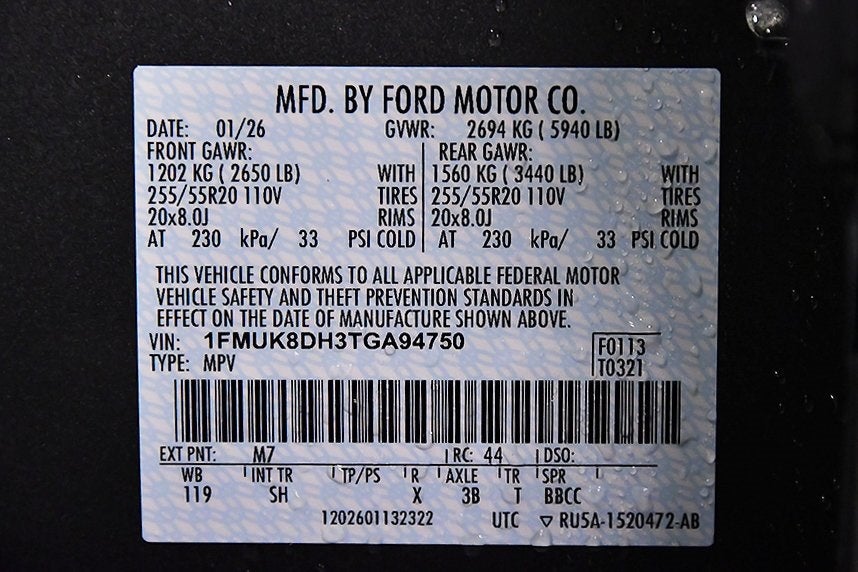 MFD. BY FORD MOTOR CO.
DATE: 01/26 GVWR: 2694 KG ( 5940 LB)
FRONT GAWR: REAR GAWR:
1202 KG ( 2650 LB) WITH 1560 KG ( 3440 LB) WITH
255/55R20 110V TIRES 255/55R20 110V TIRES
20x8.0J RIMS 20x8.0J RIMS
AT 230 kPa/ 33 PSI COLD AT 230 kPa/ 33 PSI COLD
THIS VEHICLE CONFORMS TO ALL APPLICABLE FEDERAL MOTOR
VEHICLE SAFETY AND THEFT PREVENTION STANDARDS IN
EFFECT ON THE DATE OF MANUFACTURE SHOWN ABOVE.
VIN: 1FMUK8DH3TGA94750 F0113
TYPE: MPV T0321
EXT PNT: M7 RC: 44 DSO:
WB INT TR TP/PS R AXLE TR SPR
119 SH X 3B T BBCC
1202601132322 UTC ▽ RU5A-1520472-AB